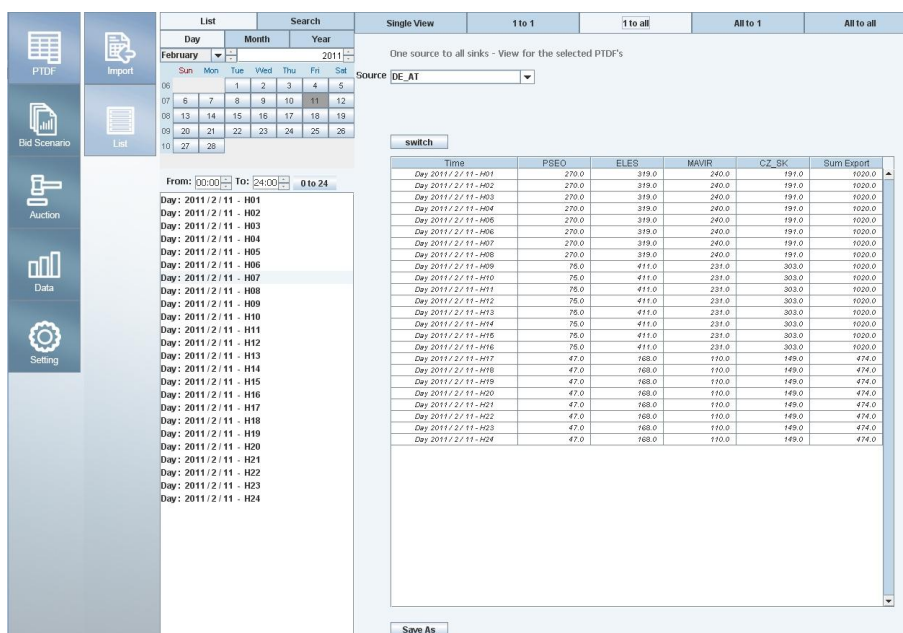 PTDF
Bid Scenario
Auction
Data
Setting
Import
List
List Search
Day Month Year
February 2011
Sun Mon Tue Wed Thu Fri Sat
06 1 2 3 4 5
07 6 7 8 9 10 11 12
08 13 14 15 16 17 18 19
09 20 21 22 23 24 25 26
10 27 28
From: 00:00 To: 24:00 0 to 24
Day: 2011/2/11 - H01
Day: 2011/2/11 - H02
Day: 2011/2/11 - H03
Day: 2011/2/11 - H04
Day: 2011/2/11 - H05
Day: 2011/2/11 - H06
Day: 2011/2/11 - H07
Day: 2011/2/11 - H08
Day: 2011/2/11 - H09
Day: 2011/2/11 - H10
Day: 2011/2/11 - H11
Day: 2011/2/11 - H12
Day: 2011/2/11 - H13
Day: 2011/2/11 - H14
Day: 2011/2/11 - H15
Day: 2011/2/11 - H16
Day: 2011/2/11 - H17
Day: 2011/2/11 - H18
Day: 2011/2/11 - H19
Day: 2011/2/11 - H20
Day: 2011/2/11 - H21
Day: 2011/2/11 - H22
Day: 2011/2/11 - H23
Day: 2011/2/11 - H24
Single View 1 to 1 1 to all All to 1 All to all
One source to all sinks - View for the selected PTDF's
Source DE_AT
switch
Time PSEO ELES MAVIR CZ_SK Sum Export
Day 2011/2/11-H01 270.0 319.0 240.0 191.0 1020.0
Day 2011/2/11-H02 270.0 319.0 240.0 191.0 1020.0
Day 2011/2/11-H03 270.0 319.0 240.0 191.0 1020.0
Day 2011/2/11-H04 270.0 319.0 240.0 191.0 1020.0
Day 2011/2/11-H05 270.0 319.0 240.0 191.0 1020.0
Day 2011/2/11-H06 270.0 319.0 240.0 191.0 1020.0
Day 2011/2/11-H07 270.0 319.0 240.0 191.0 1020.0
Day 2011/2/11-H08 270.0 319.0 240.0 191.0 1020.0
Day 2011/2/11-H09 75.0 411.0 231.0 303.0 1020.0
Day 2011/2/11-H10 75.0 411.0 231.0 303.0 1020.0
Day 2011/2/11-H11 75.0 411.0 231.0 303.0 1020.0
Day 2011/2/11-H12 75.0 411.0 231.0 303.0 1020.0
Day 2011/2/11-H13 75.0 411.0 231.0 303.0 1020.0
Day 2011/2/11-H14 75.0 411.0 231.0 303.0 1020.0
Day 2011/2/11-H15 75.0 411.0 231.0 303.0 1020.0
Day 2011/2/11-H16 75.0 411.0 231.0 303.0 1020.0
Day 2011/2/11-H17 47.0 168.0 110.0 149.0 474.0
Day 2011/2/11-H18 47.0 168.0 110.0 149.0 474.0
Day 2011/2/11-H19 47.0 168.0 110.0 149.0 474.0
Day 2011/2/11-H20 47.0 168.0 110.0 149.0 474.0
Day 2011/2/11-H21 47.0 168.0 110.0 149.0 474.0
Day 2011/2/11-H22 47.0 168.0 110.0 149.0 474.0
Day 2011/2/11-H23 47.0 168.0 110.0 149.0 474.0
Day 2011/2/11-H24 47.0 168.0 110.0 149.0 474.0
Save As